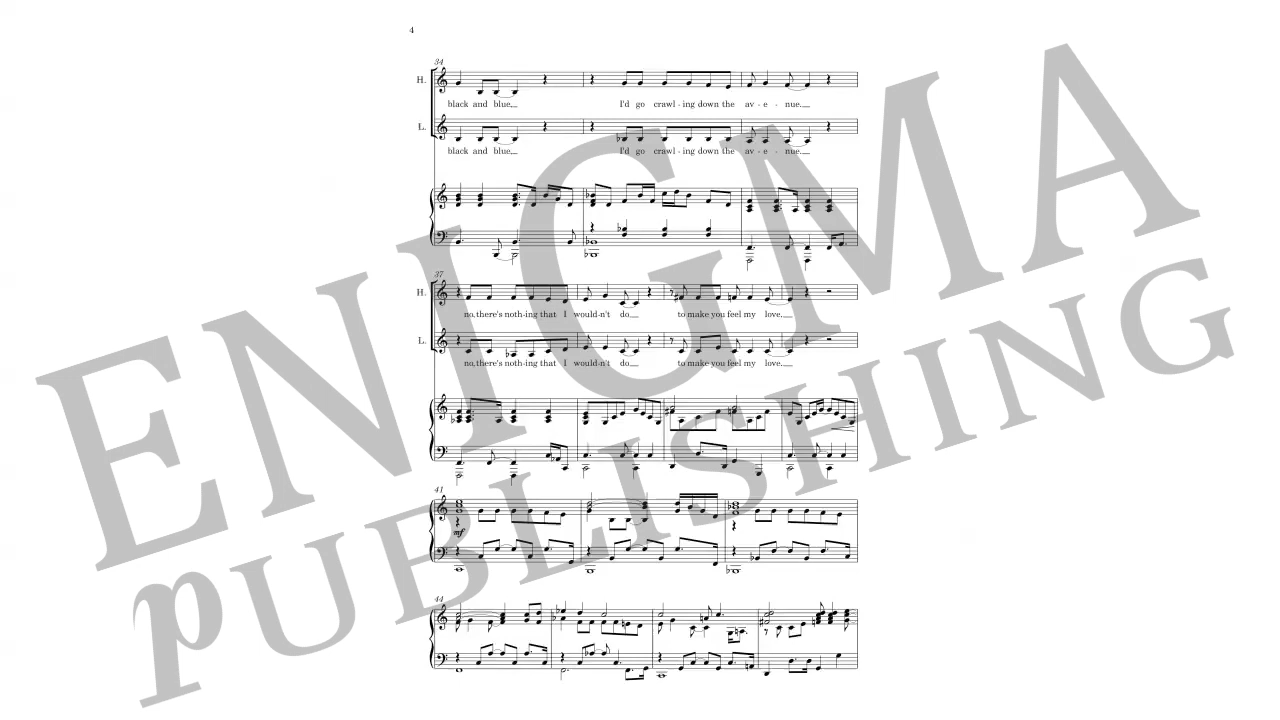 4
34
H.
black and blue,
I'd go crawl - ing down the av - e - nue.
L.
black and blue,
I'd go crawl - ing down the av - e - nue.
37
H.
no, there's noth-ing that I would-n't do
to make you feel my love.
L.
no, there's noth-ing that I would-n't do
to make you feel my love.
41
mf
44
ENIGMA
PUBLISHING